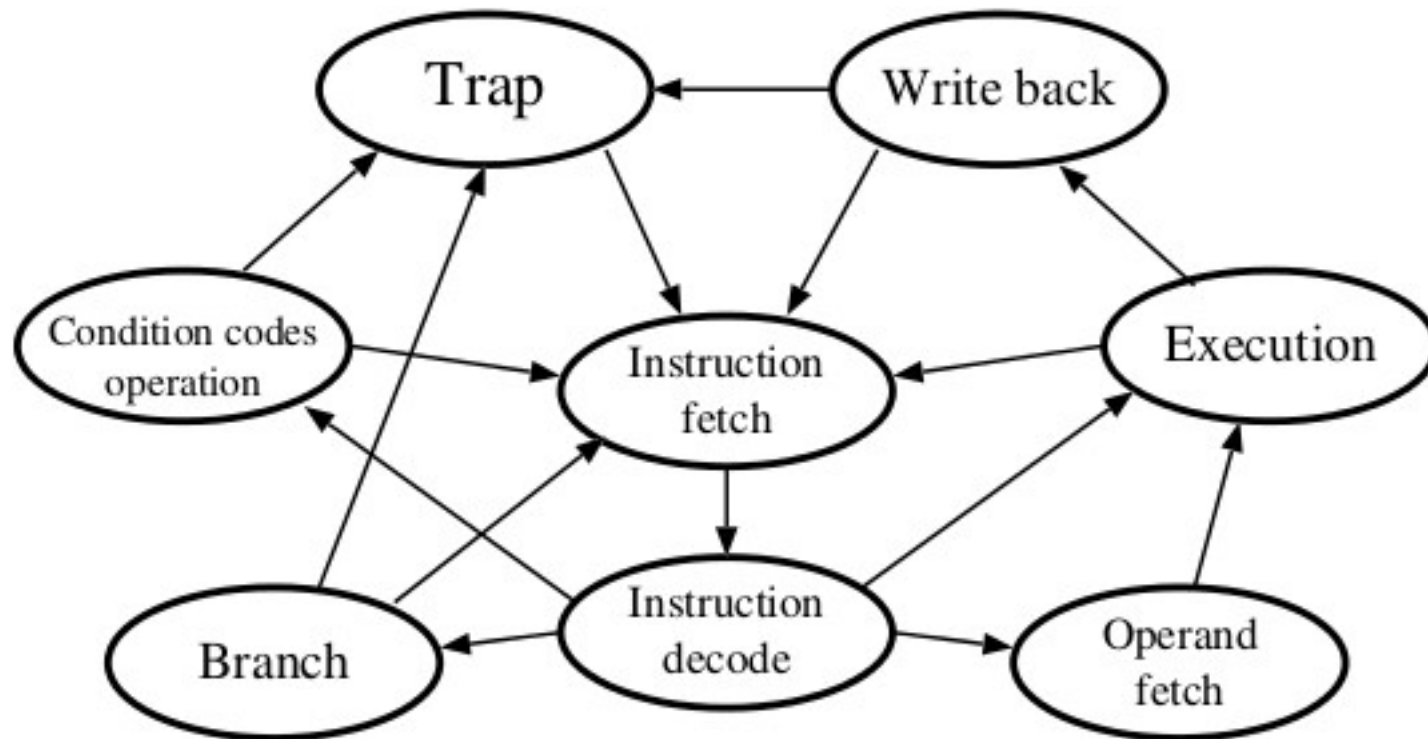 Trap
Write back
Condition codes
operation
Instruction
fetch
Execution
Branch
Instruction
decode
Operand
fetch